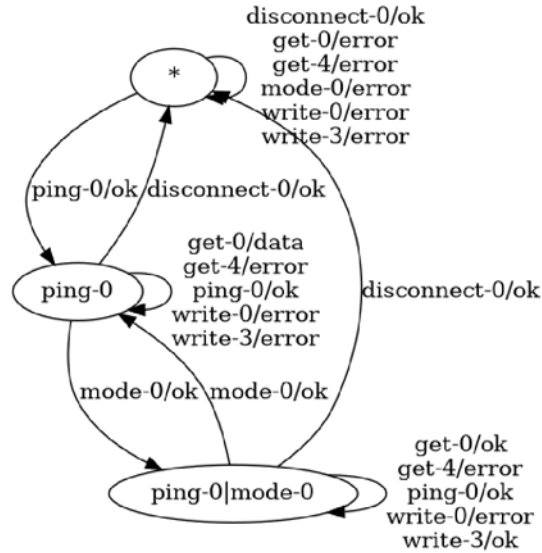 disconnect-0/ok
get-0/error
get-4/error
mode-0/error
write-0/error
write-3/error
*
ping-0/ok
disconnect-0/ok
get-0/data
get-4/error
ping-0/ok
write-0/error
write-3/error
ping-0
disconnect-0/ok
mode-0/ok
mode-0/ok
get-0/ok
get-4/error
ping-0/ok
write-0/error
write-3/ok
ping-0|mode-0